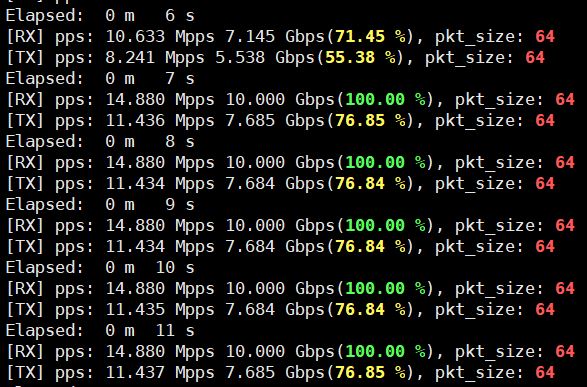 Elapsed:  0 m   6 s
[RX] pps: 10.633 Mpps 7.145 Gbps(71.45 %), pkt_size: 64
[TX] pps: 8.241 Mpps 5.538 Gbps(55.38 %), pkt_size: 64
Elapsed:  0 m   7 s
[RX] pps: 14.880 Mpps 10.000 Gbps(100.00 %), pkt_size: 64
[TX] pps: 11.436 Mpps 7.685 Gbps(76.85 %), pkt_size: 64
Elapsed:  0 m   8 s
[RX] pps: 14.880 Mpps 10.000 Gbps(100.00 %), pkt_size: 64
[TX] pps: 11.434 Mpps 7.684 Gbps(76.84 %), pkt_size: 64
Elapsed:  0 m   9 s
[RX] pps: 14.880 Mpps 10.000 Gbps(100.00 %), pkt_size: 64
[TX] pps: 11.434 Mpps 7.684 Gbps(76.84 %), pkt_size: 64
Elapsed:  0 m  10 s
[RX] pps: 14.880 Mpps 10.000 Gbps(100.00 %), pkt_size: 64
[TX] pps: 11.435 Mpps 7.684 Gbps(76.84 %), pkt_size: 64
Elapsed:  0 m  11 s
[RX] pps: 14.880 Mpps 10.000 Gbps(100.00 %), pkt_size: 64
[TX] pps: 11.437 Mpps 7.685 Gbps(76.85 %), pkt_size: 64